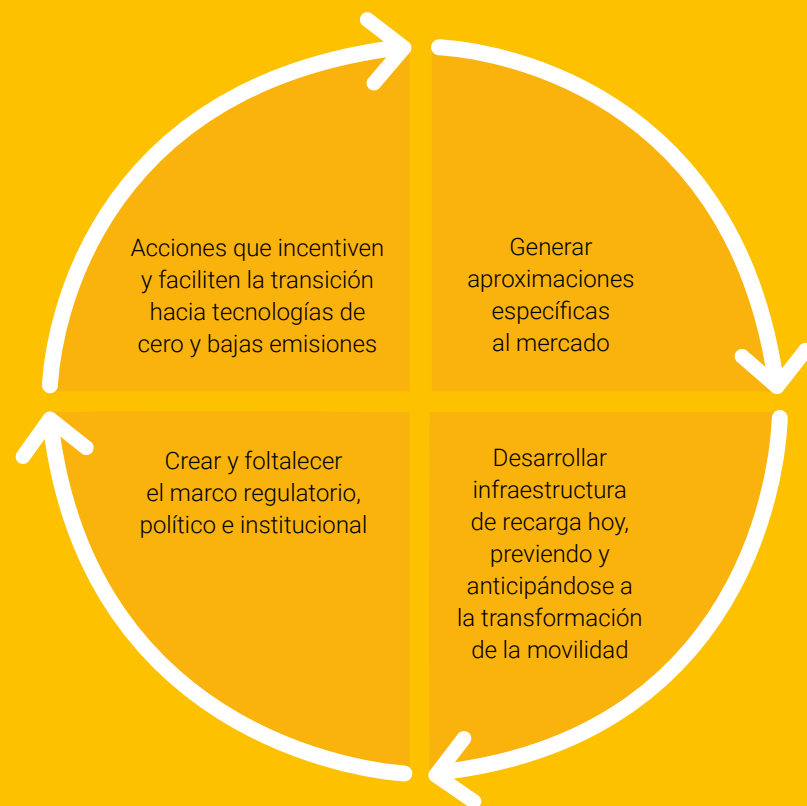 Acciones que incentiven
y faciliten la transición
hacia tecnologías de
cero y bajas emisiones
Generar
aproximaciones
específicas
al mercado
Crear y foltalecer
el marco regulatorio,
político e institucional
Desarrollar
infraestructura
de recarga hoy,
previendo y
anticipándose a
la transformación
de la movilidad